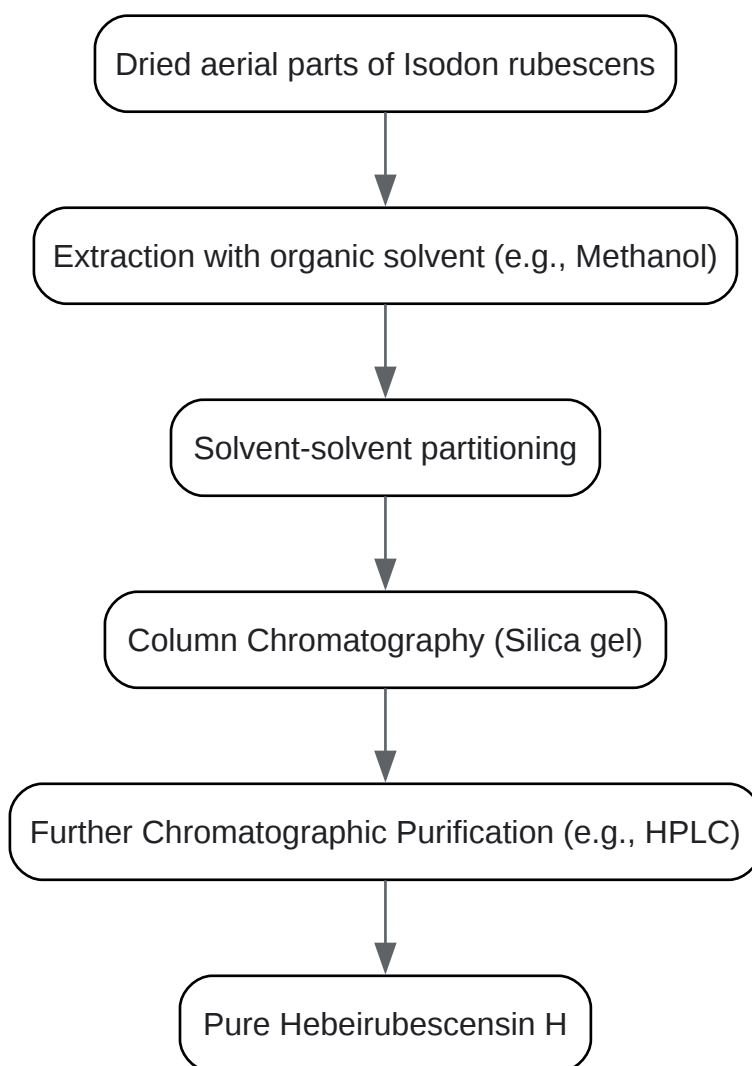 Dried aerial parts of Isodon rubescens
Extraction with organic solvent (e.g., Methanol)
Solvent-solvent partitioning
Column Chromatography (Silica gel)
Further Chromatographic Purification (e.g., HPLC)
Pure Hebeirubescensin H